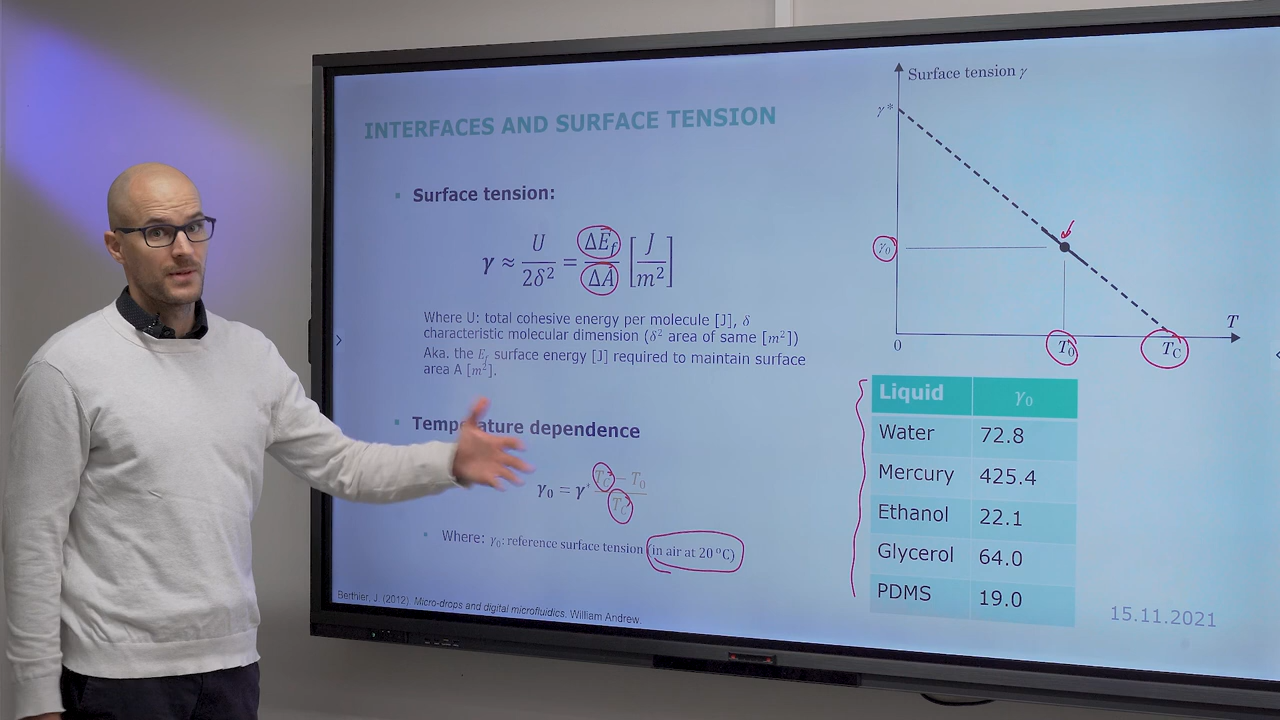 INTERFACES AND SURFACE TENSION
Surface tension:
γ ≈ U / 2δ² = ΔE_f / ΔA [J / m²]
Where U: total cohesive energy per molecule [J], δ
characteristic molecular dimension (δ² area of same [m²])
Aka. the E_f surface energy [J] required to maintain surface
area A [m²].
Temperature dependence
γ₀ = γ* (T_C − T₀) / T_C
Where: γ₀: reference surface tension (in air at 20 °C)
Berthier, J. (2012) Micro-drops and digital microfluidics. William Andrew.
Surface tension γ
γ*
γ₀
T
0
T₀
T_C
Liquid γ₀
Water 72.8
Mercury 425.4
Ethanol 22.1
Glycerol 64.0
PDMS 19.0
15.11.2021